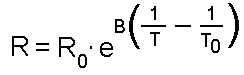 R = R₀·e^B(1/T − 1/T₀)